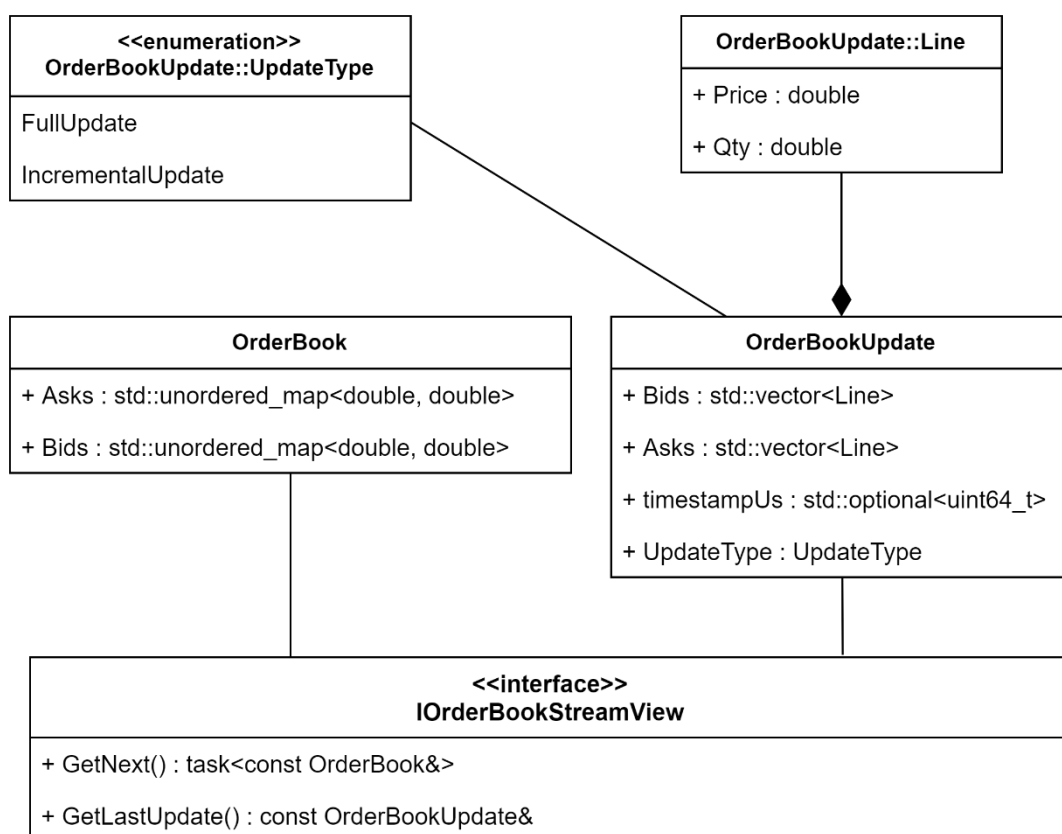 <<enumeration>>
OrderBookUpdate::UpdateType
FullUpdate
IncrementalUpdate
OrderBookUpdate::Line
+ Price : double
+ Qty : double
OrderBook
+ Asks : std::unordered_map<double, double>
+ Bids : std::unordered_map<double, double>
OrderBookUpdate
+ Bids : std::vector<Line>
+ Asks : std::vector<Line>
+ timestampUs : std::optional<uint64_t>
+ UpdateType : UpdateType
<<interface>>
IOrderBookStreamView
+ GetNext() : task<const OrderBook&>
+ GetLastUpdate() : const OrderBookUpdate&